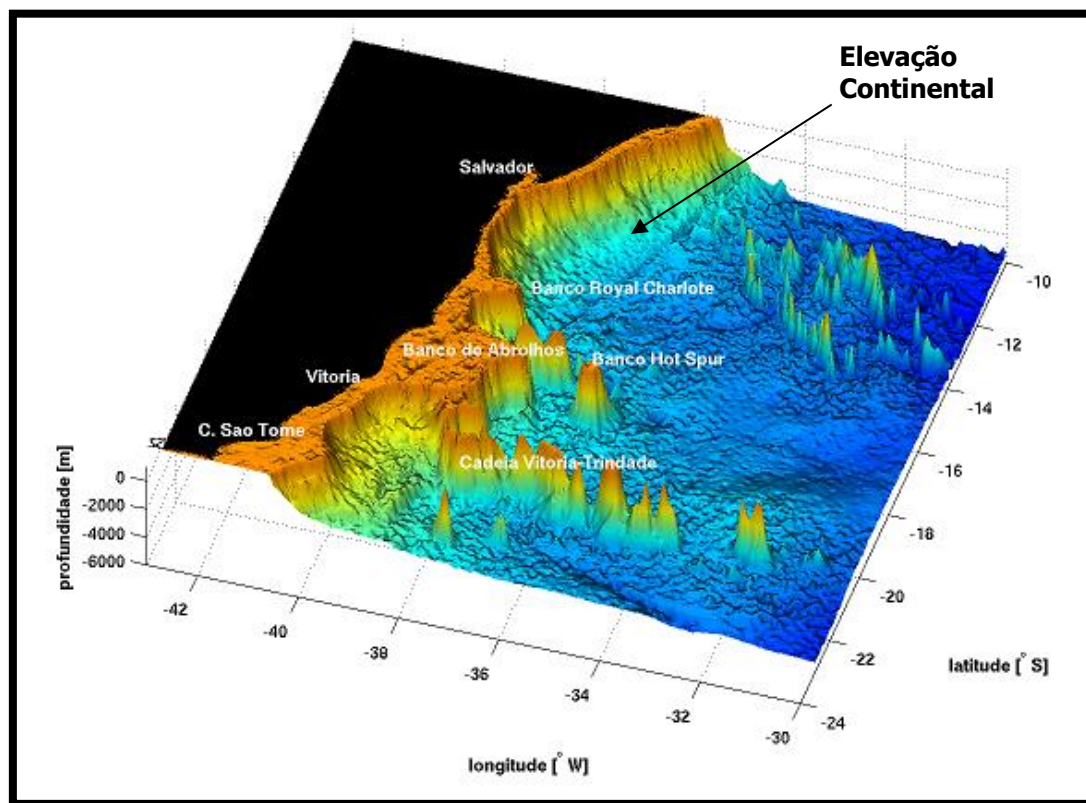 Elevação
Continental
Salvador
Banco Royal Charlote
Banco de Abrolhos
Banco Hot Spur
Vitoria
C. Sao Tome
Cadeia Vitoria-Trindade
profundidade [m]
0
-2000
-4000
-6000
-42
-40
-38
-36
-34
-32
-30
longitude [° W]
-10
-12
-14
-16
-18
-20
-22
-24
latitude [° S]